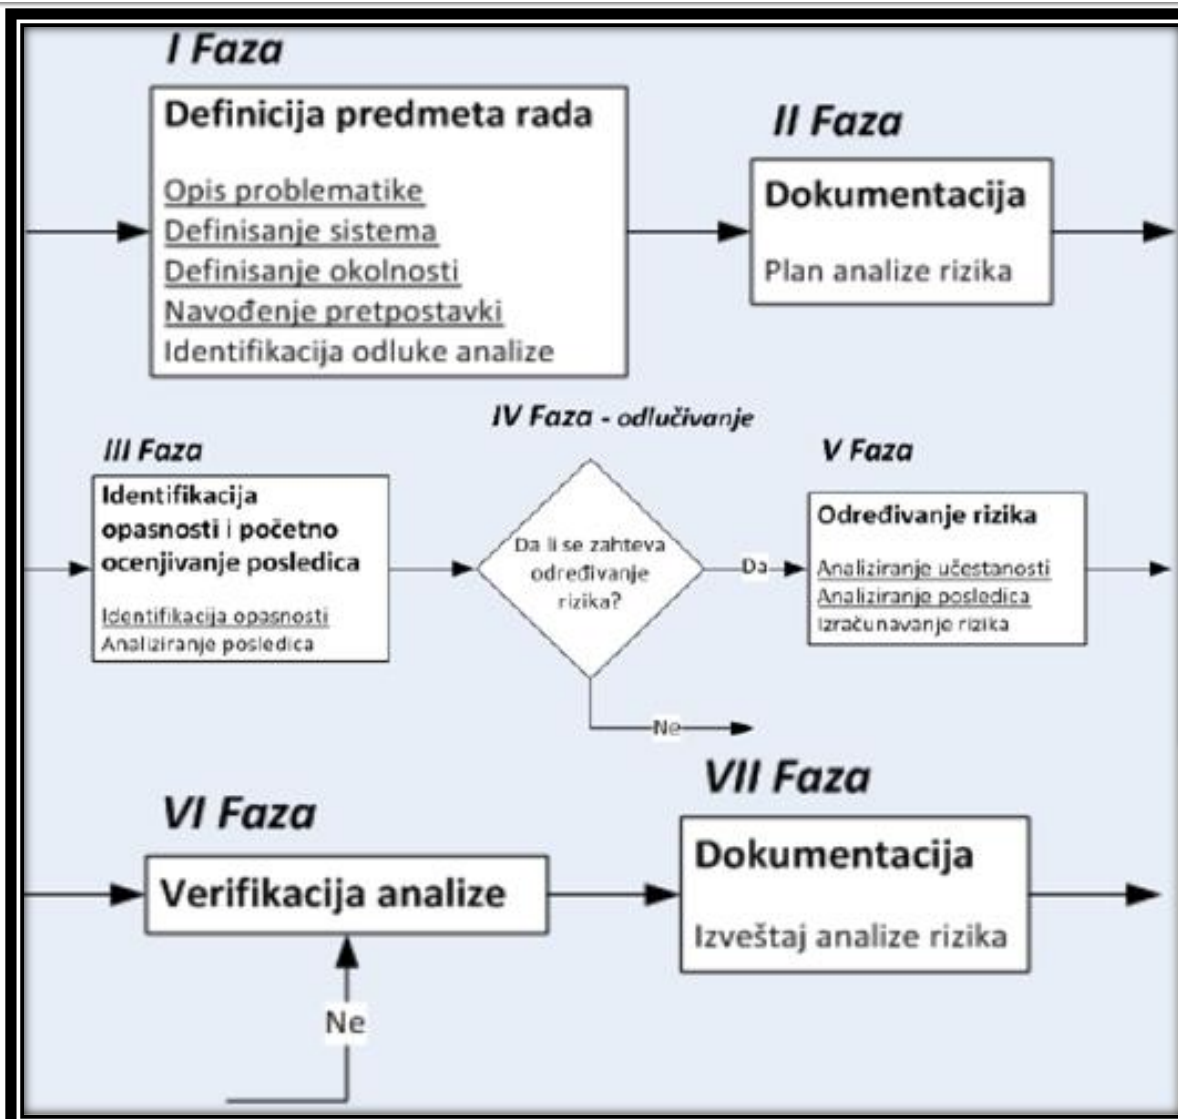 I Faza
Definicija predmeta rada
Opis problematike
Definisanje sistema
Definisanje okolnosti
Navođenje pretpostavki
Identifikacija odluke analize
II Faza
Dokumentacija
Plan analize rizika
III Faza
Identifikacija
opasnosti i početno
ocenjivanje posledica
Identifikacija opasnosti
Analiziranje posledica
IV Faza - odlučivanje
Da li se zahteva
određivanje
rizika?
Da
Ne
V Faza
Određivanje rizika
Analiziranje učestanosti
Analiziranje posledica
Izračunavanje rizika
VI Faza
Verifikacija analize
Ne
VII Faza
Dokumentacija
Izveštaj analize rizika